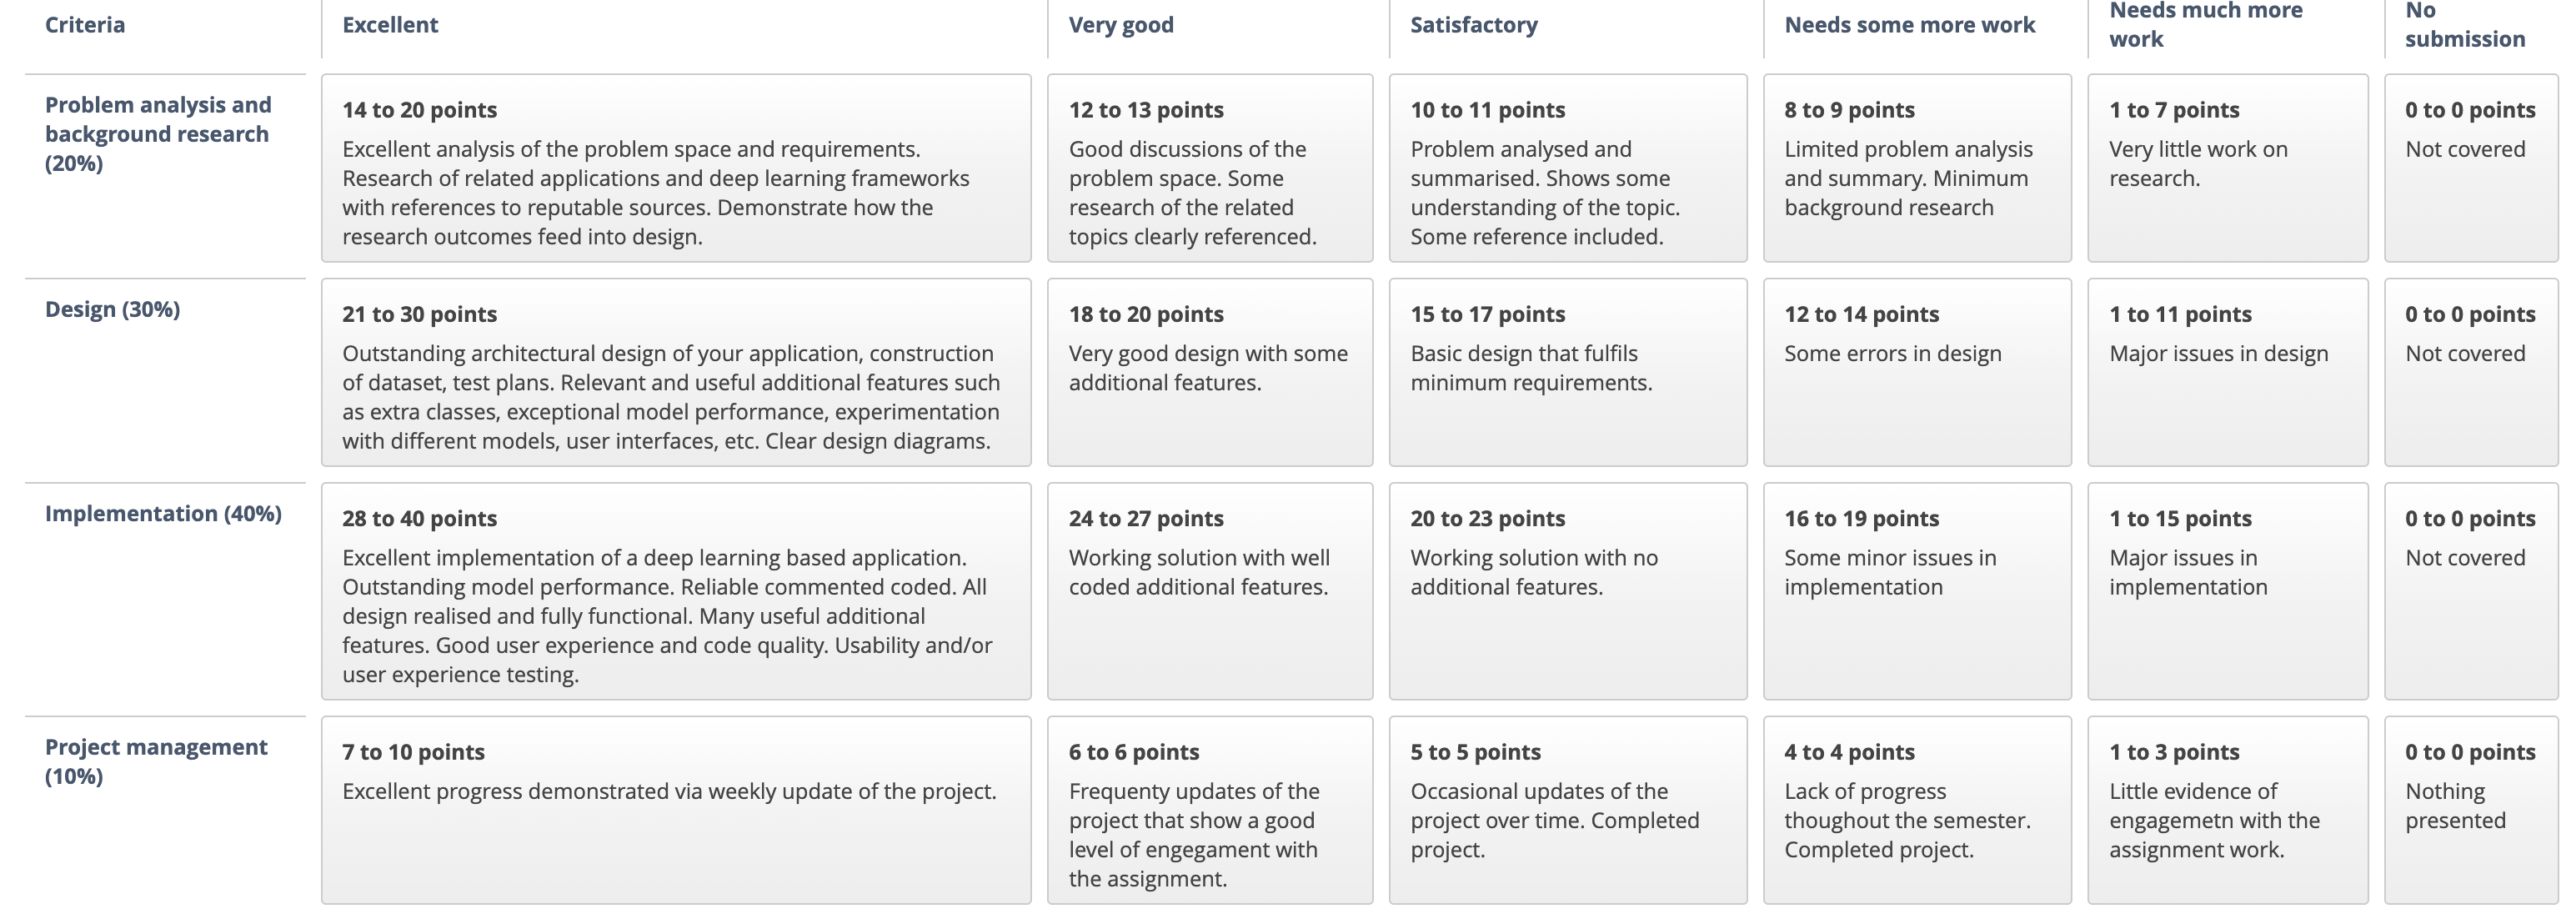 Criteria
Excellent
Very good
Satisfactory
Needs some more work
Needs much more
work
No
submission
Problem analysis and
background research
(20%)
14 to 20 points
Excellent analysis of the problem space and requirements.
Research of related applications and deep learning frameworks
with references to reputable sources. Demonstrate how the
research outcomes feed into design.
12 to 13 points
Good discussions of the
problem space. Some
research of the related
topics clearly referenced.
10 to 11 points
Problem analysed and
summarised. Shows some
understanding of the topic.
Some reference included.
8 to 9 points
Limited problem analysis
and summary. Minimum
background research
1 to 7 points
Very little work on
research.
0 to 0 points
Not covered
Design (30%)
21 to 30 points
Outstanding architectural design of your application, construction
of dataset, test plans. Relevant and useful additional features such
as extra classes, exceptional model performance, experimentation
with different models, user interfaces, etc. Clear design diagrams.
18 to 20 points
Very good design with some
additional features.
15 to 17 points
Basic design that fulfils
minimum requirements.
12 to 14 points
Some errors in design
1 to 11 points
Major issues in design
0 to 0 points
Not covered
Implementation (40%)
28 to 40 points
Excellent implementation of a deep learning based application.
Outstanding model performance. Reliable commented coded. All
design realised and fully functional. Many useful additional
features. Good user experience and code quality. Usability and/or
user experience testing.
24 to 27 points
Working solution with well
coded additional features.
20 to 23 points
Working solution with no
additional features.
16 to 19 points
Some minor issues in
implementation
1 to 15 points
Major issues in
implementation
0 to 0 points
Not covered
Project management
(10%)
7 to 10 points
Excellent progress demonstrated via weekly update of the project.
6 to 6 points
Frequenty updates of the
project that show a good
level of engegament with
the assignment.
5 to 5 points
Occasional updates of the
project over time. Completed
project.
4 to 4 points
Lack of progress
thoughout the semester.
Completed project.
1 to 3 points
Little evidence of
engagemetn with the
assignment work.
0 to 0 points
Nothing
presented